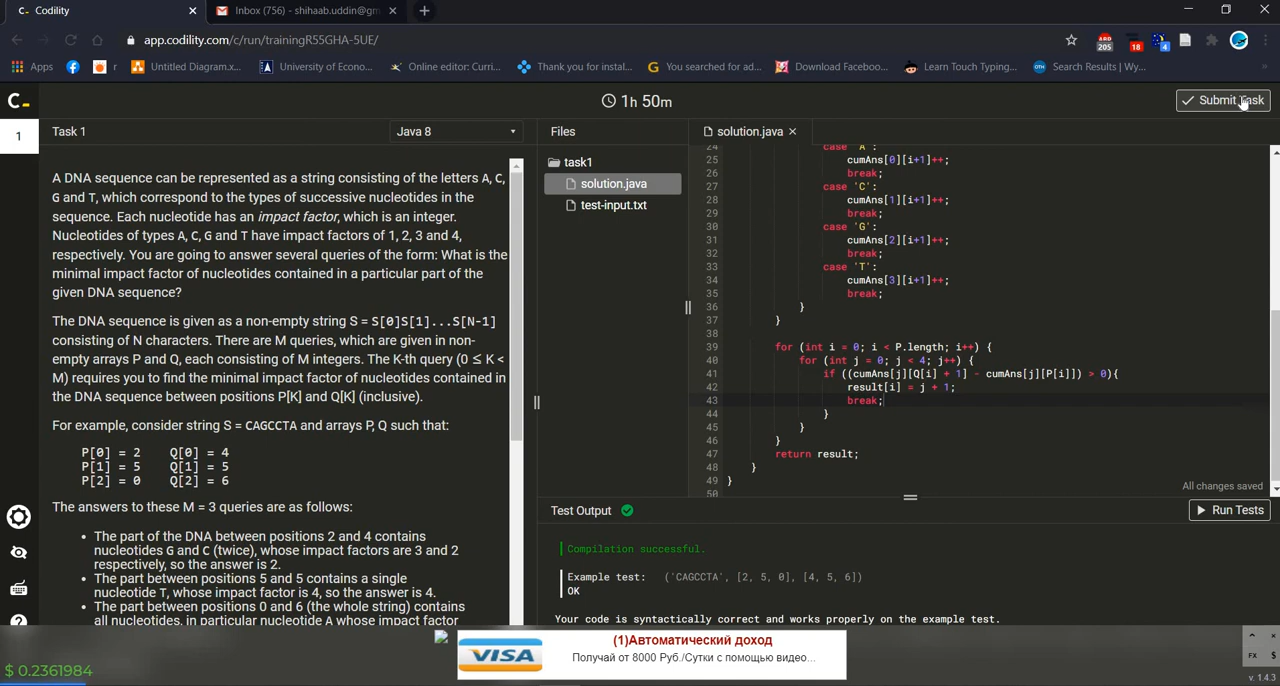 Codility
Inbox (756) - shihaab.uddin@gm
app.codility.com/c/run/trainingR55GHA-5UE/
205
18
4
Apps
r
Untitled Diagram.x...
University of Econo...
Online editor: Curri...
Thank you for instal...
You searched for ad...
Download Faceboo...
Learn Touch Typing...
OTH
Search Results | Wy...
1h 50m
Submit Task
1
Task 1
Java 8
A DNA sequence can be represented as a string consisting of the letters A, C,
G and T, which correspond to the types of successive nucleotides in the
sequence. Each nucleotide has an impact factor, which is an integer.
Nucleotides of types A, C, G and T have impact factors of 1, 2, 3 and 4,
respectively. You are going to answer several queries of the form: What is the
minimal impact factor of nucleotides contained in a particular part of the
given DNA sequence?
The DNA sequence is given as a non-empty string S = S[0]S[1]...S[N-1]
consisting of N characters. There are M queries, which are given in non-
empty arrays P and Q, each consisting of M integers. The K-th query (0 ≤ K <
M) requires you to find the minimal impact factor of nucleotides contained in
the DNA sequence between positions P[K] and Q[K] (inclusive).
For example, consider string S = CAGCCTA and arrays P, Q such that:
P[0] = 2 Q[0] = 4
P[1] = 5 Q[1] = 5
P[2] = 0 Q[2] = 6
The answers to these M = 3 queries are as follows:
• The part of the DNA between positions 2 and 4 contains
nucleotides G and C (twice), whose impact factors are 3 and 2
respectively, so the answer is 2.
• The part between positions 5 and 5 contains a single
nucleotide T, whose impact factor is 4, so the answer is 4.
• The part between positions 0 and 6 (the whole string) contains
all nucleotides, in particular nucleotide A whose impact factor
Files
task1
solution.java
test-input.txt
solution.java
24 case 'A':
25 cumAns[0][i+1]++;
26 break;
27 case 'C':
28 cumAns[1][i+1]++;
29 break;
30 case 'G':
31 cumAns[2][i+1]++;
32 break;
33 case 'T':
34 cumAns[3][i+1]++;
35 break;
36 }
37 }
38
39 for (int i = 0; i < P.length; i++) {
40 for (int j = 0; j < 4; j++) {
41 if ((cumAns[j][Q[i] + 1] - cumAns[j][P[i]]) > 0){
42 result[i] = j + 1;
43 break;
44 }
45 }
46 }
47 return result;
48 }
49 }
50
All changes saved
Test Output
Run Tests
Compilation successful.
Example test: ('CAGCCTA', [2, 5, 0], [4, 5, 6])
OK
Your code is syntactically correct and works properly on the example test.
VISA
(1)Автоматический доход
Получай от 8000 Руб./Сутки с помощью видео...
$ 0.2361984
FX $
v. 1.4.3